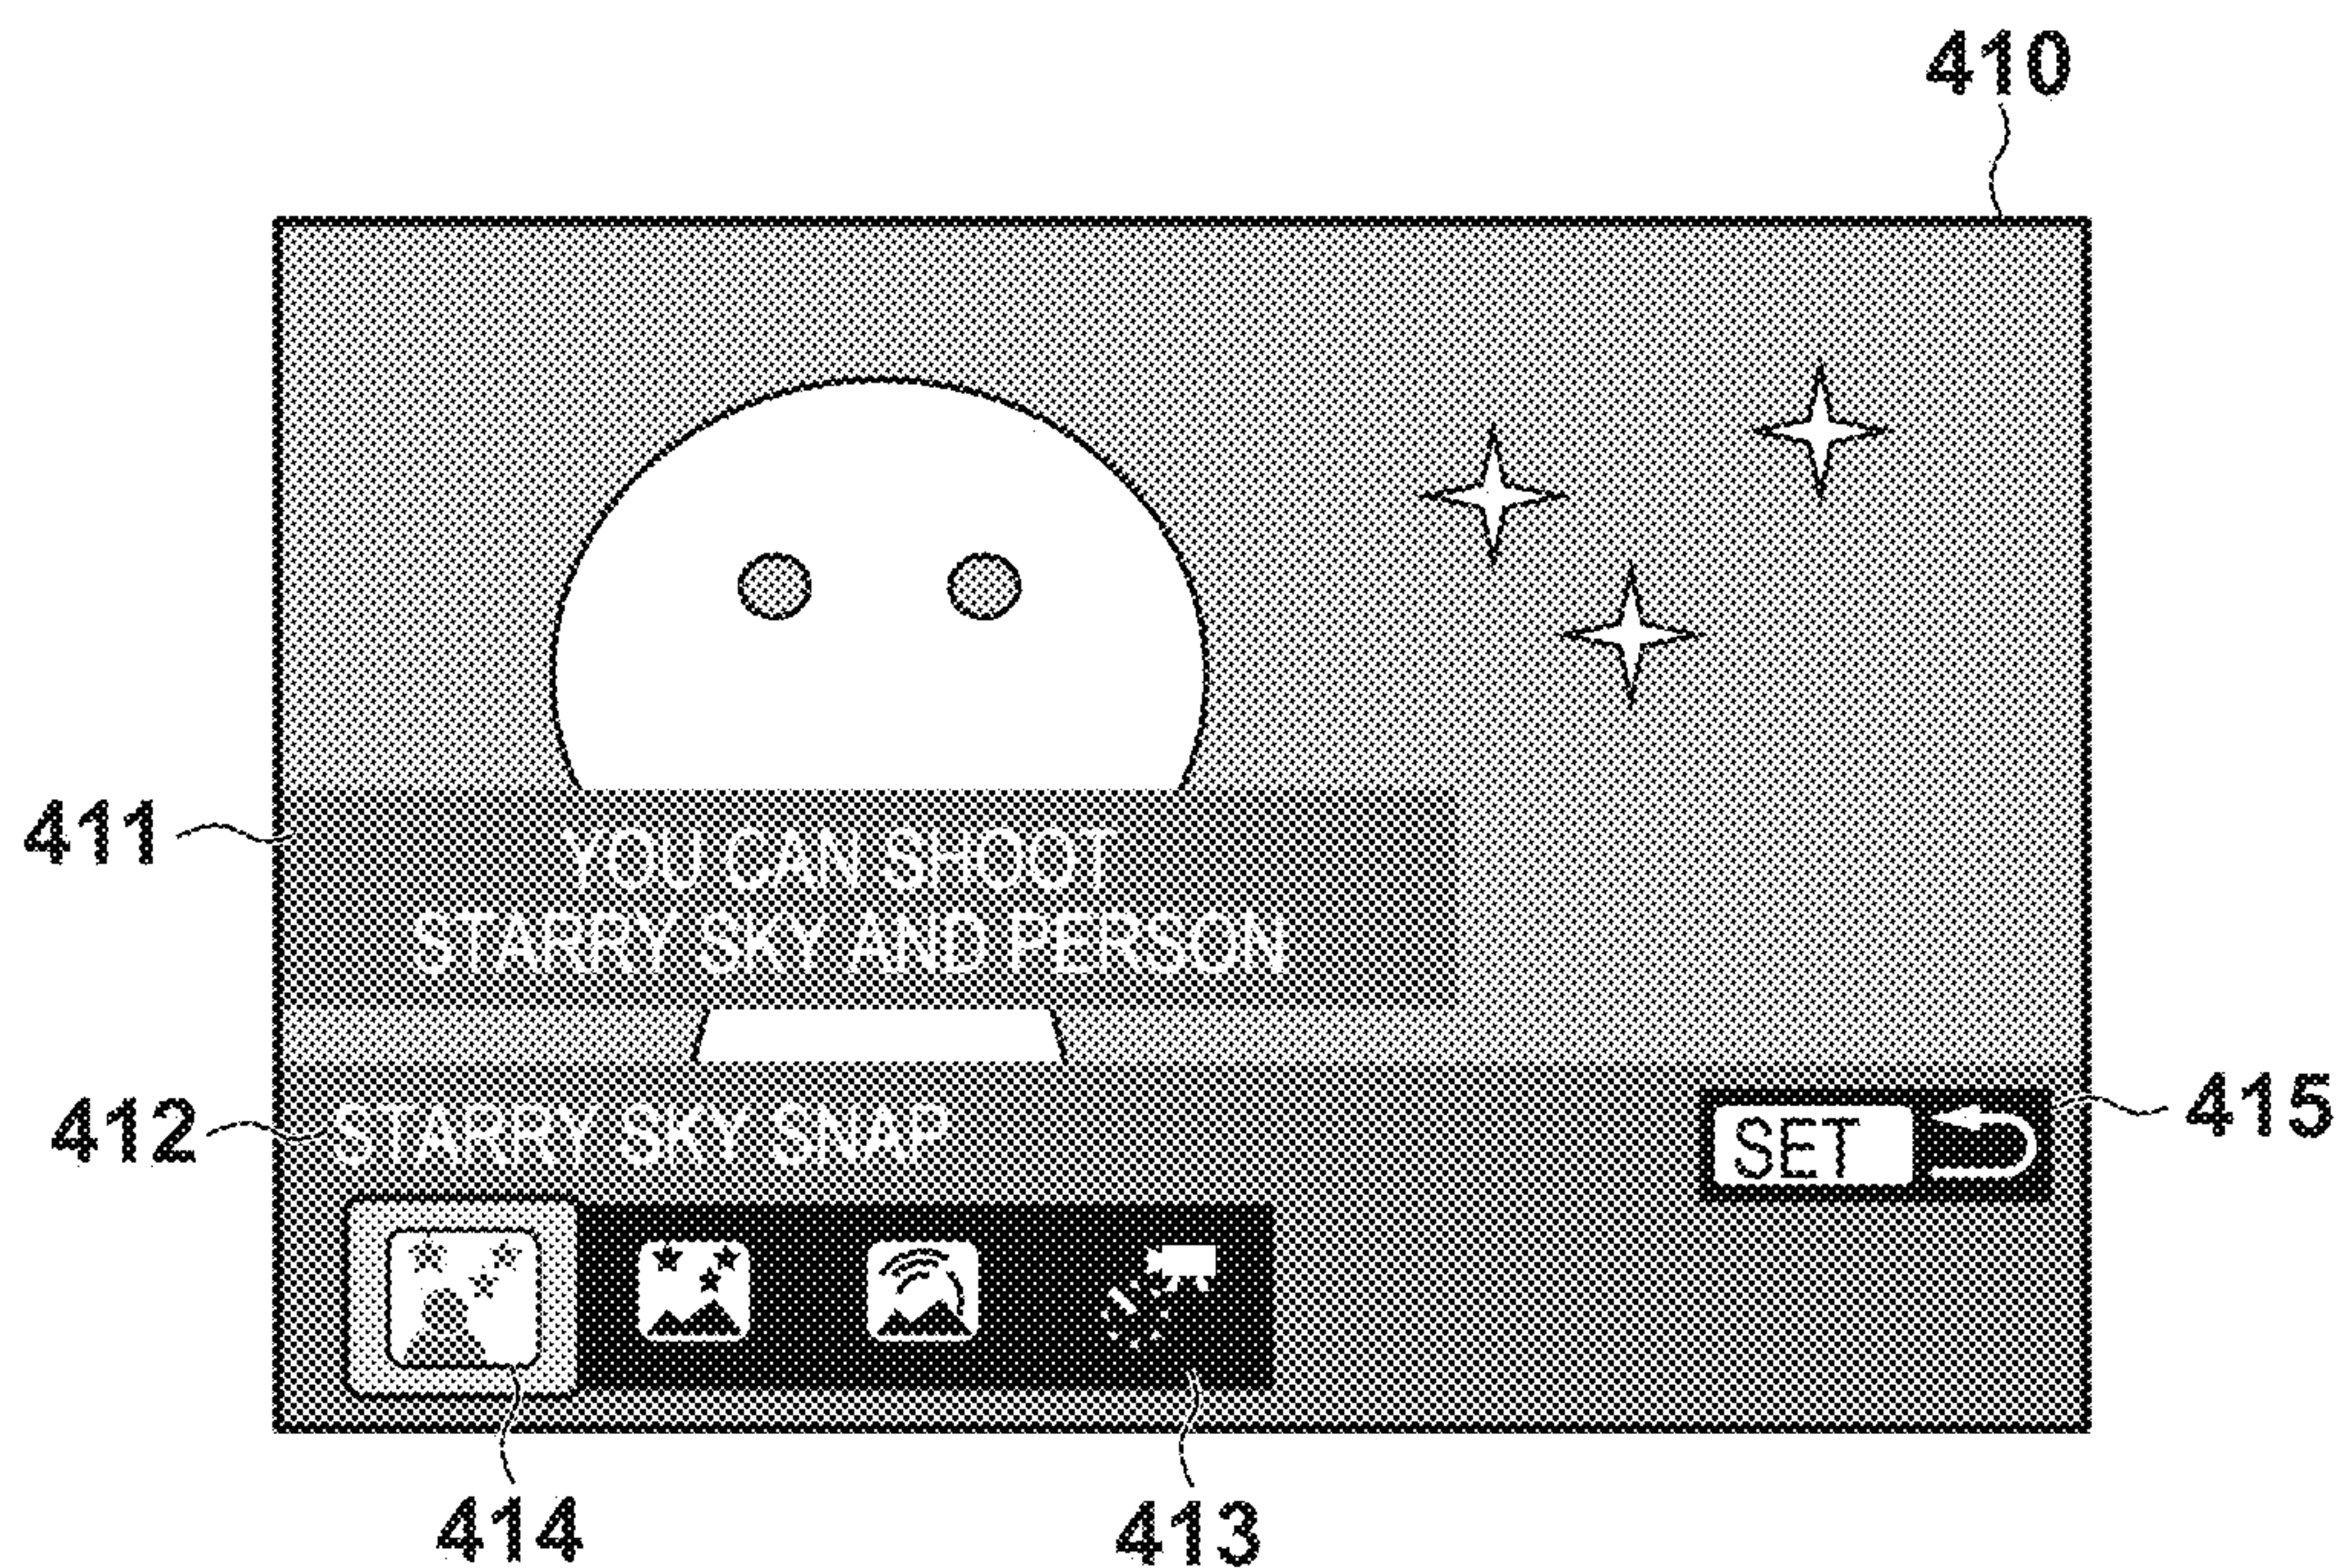 410
411
YOU CAN SHOOT
STARRY SKY AND PERSON
412
STARRY SKY SNAP
SET
415
414
413